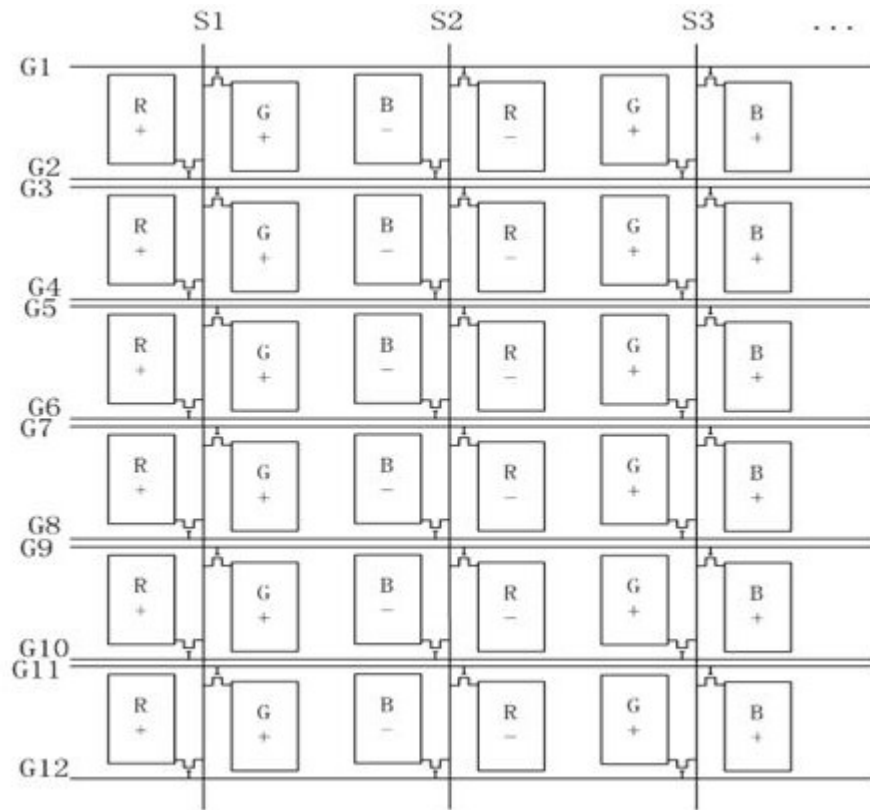 S1 S2 S3 ...
G1
R G B R G B
+ + − − + +
G2
G3
R G B R G B
+ + − − + +
G4
G5
R G B R G B
+ + − − + +
G6
G7
R G B R G B
+ + − − + +
G8
G9
R G B R G B
+ + − − + +
G10
G11
R G B R G B
+ + − − + +
G12